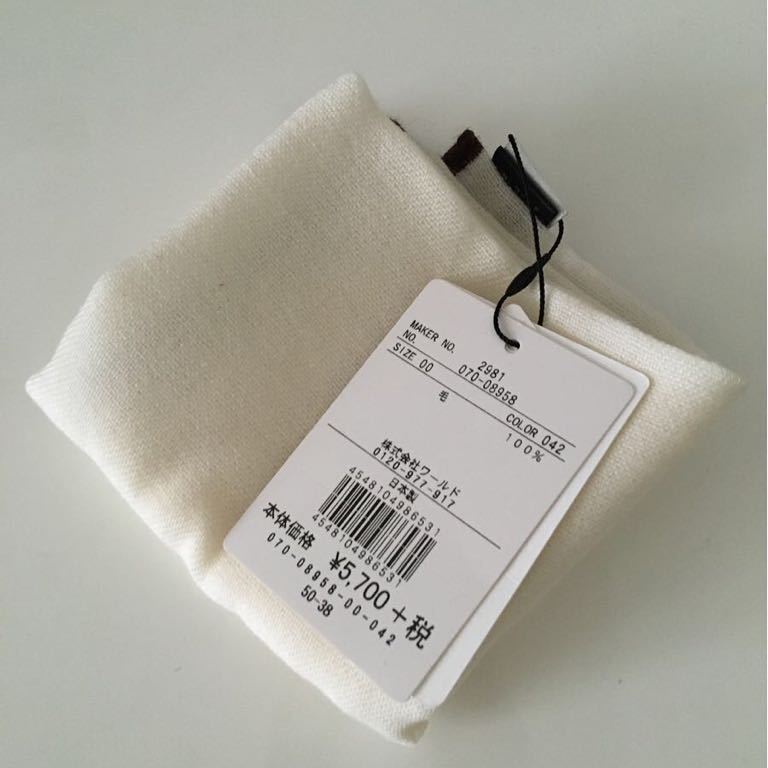 MAKER NO. 2981
NO. 070-08958
SIZE 00 COLOR 042
毛 100%
株式会社ワールド
0120-977-917
日本製
4548104986531
4548104986531
本体価格 ¥5,700+税
070-08958-00-042
50-38